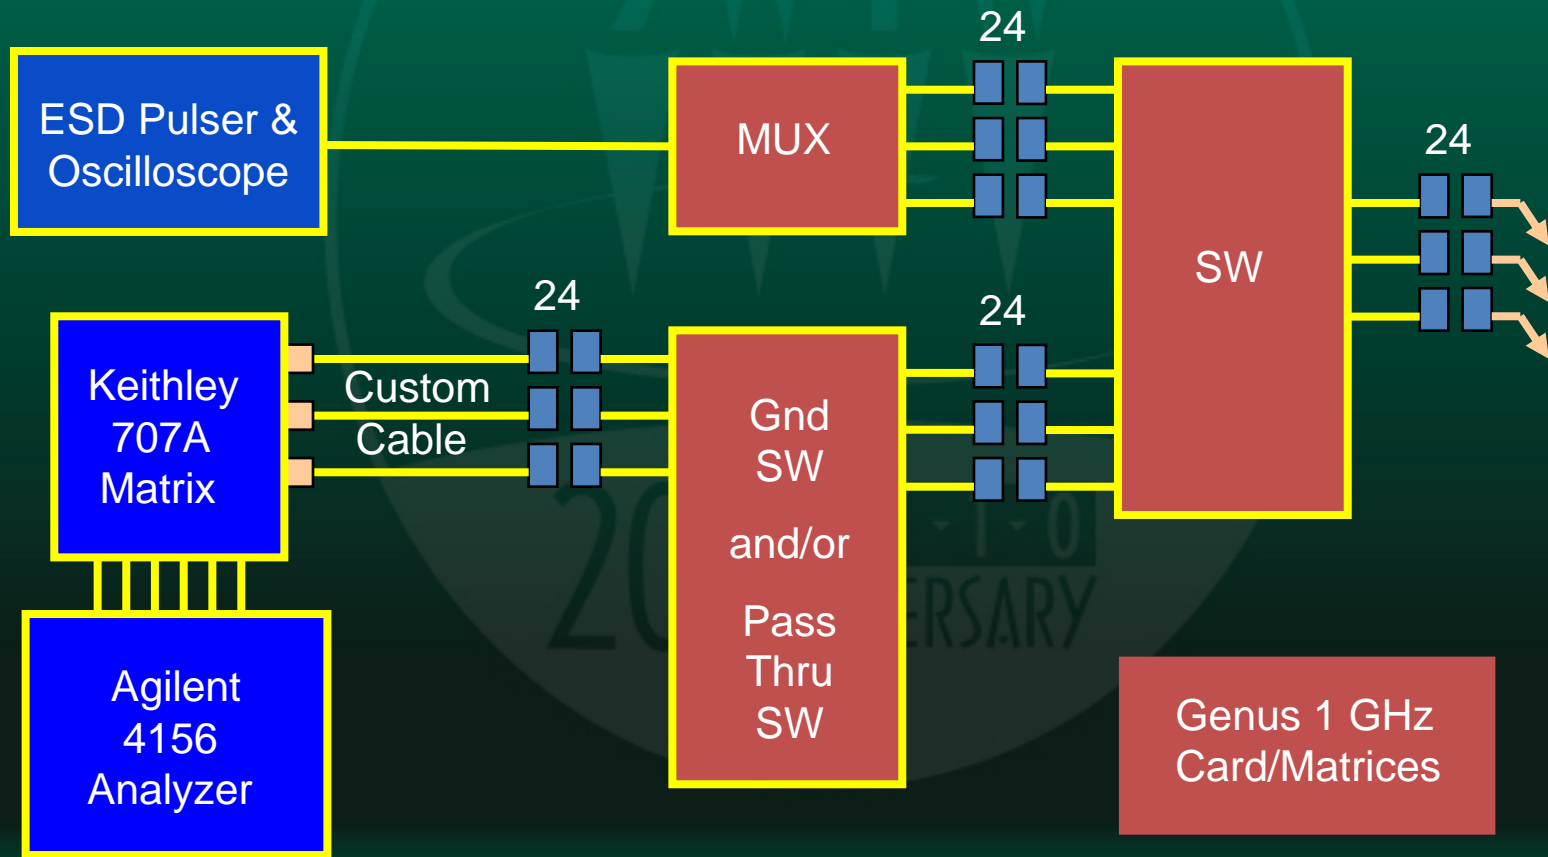 24
ESD Pulser &
Oscilloscope
MUX
24
SW
24
24
Keithley
707A
Matrix
Custom
Cable
Gnd
SW
and/or
Pass
Thru
SW
Agilent
4156
Analyzer
Genus 1 GHz
Card/Matrices